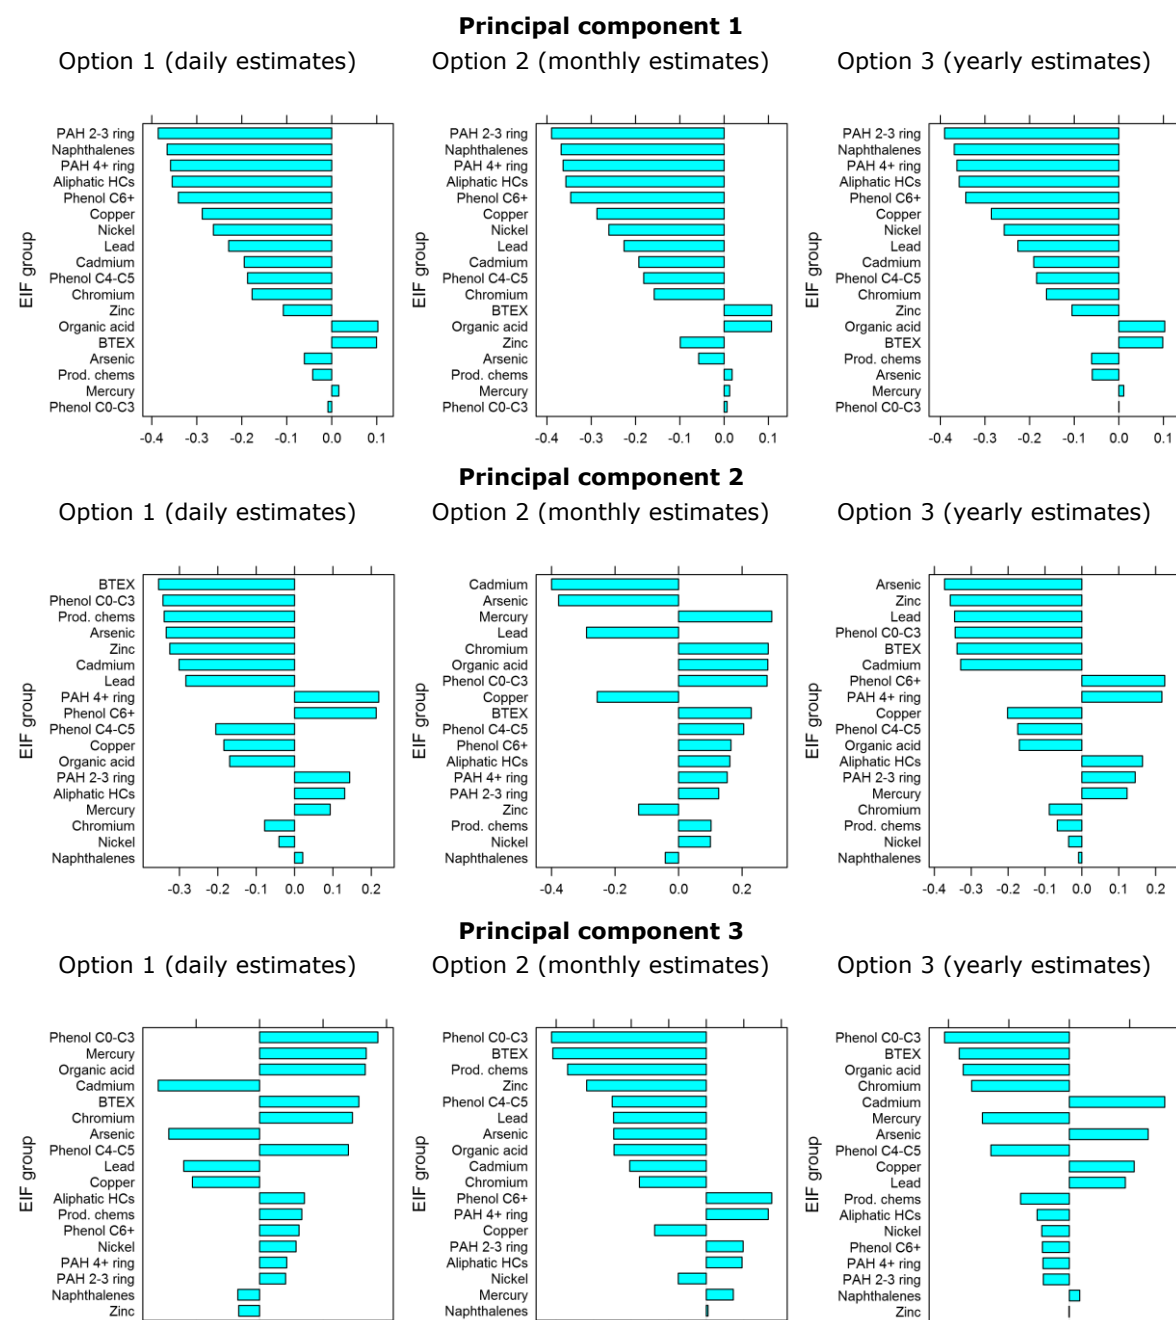 Principal component 1
Option 1 (daily estimates)
Option 2 (monthly estimates)
Option 3 (yearly estimates)
EIF group
PAH 2-3 ring
Naphthalenes
PAH 4+ ring
Aliphatic HCs
Phenol C6+
Copper
Nickel
Lead
Cadmium
Phenol C4-C5
Chromium
Zinc
Organic acid
BTEX
Arsenic
Prod. chems
Mercury
Phenol C0-C3
-0.4 -0.3 -0.2 -0.1 0.0 0.1
EIF group
PAH 2-3 ring
Naphthalenes
PAH 4+ ring
Aliphatic HCs
Phenol C6+
Copper
Nickel
Lead
Cadmium
Phenol C4-C5
Chromium
BTEX
Organic acid
Zinc
Arsenic
Prod. chems
Mercury
Phenol C0-C3
-0.4 -0.3 -0.2 -0.1 0.0 0.1
EIF group
PAH 2-3 ring
Naphthalenes
PAH 4+ ring
Aliphatic HCs
Phenol C6+
Copper
Nickel
Lead
Cadmium
Phenol C4-C5
Chromium
Zinc
Organic acid
BTEX
Prod. chems
Arsenic
Mercury
Phenol C0-C3
-0.4 -0.3 -0.2 -0.1 0.0 0.1
Principal component 2
Option 1 (daily estimates)
Option 2 (monthly estimates)
Option 3 (yearly estimates)
EIF group
BTEX
Phenol C0-C3
Prod. chems
Arsenic
Zinc
Cadmium
Lead
PAH 4+ ring
Phenol C6+
Phenol C4-C5
Copper
Organic acid
PAH 2-3 ring
Aliphatic HCs
Mercury
Chromium
Nickel
Naphthalenes
-0.3 -0.2 -0.1 0.0 0.1 0.2
EIF group
Cadmium
Arsenic
Mercury
Lead
Chromium
Organic acid
Phenol C0-C3
Copper
BTEX
Phenol C4-C5
Phenol C6+
Aliphatic HCs
PAH 4+ ring
PAH 2-3 ring
Zinc
Prod. chems
Nickel
Naphthalenes
-0.4 -0.2 0.0 0.2
EIF group
Arsenic
Zinc
Lead
Phenol C0-C3
BTEX
Cadmium
Phenol C6+
PAH 4+ ring
Copper
Phenol C4-C5
Organic acid
Aliphatic HCs
PAH 2-3 ring
Mercury
Chromium
Prod. chems
Nickel
Naphthalenes
-0.4 -0.3 -0.2 -0.1 0.0 0.1 0.2
Principal component 3
Option 1 (daily estimates)
Option 2 (monthly estimates)
Option 3 (yearly estimates)
EIF group
Phenol C0-C3
Mercury
Organic acid
Cadmium
BTEX
Chromium
Arsenic
Phenol C4-C5
Lead
Copper
Aliphatic HCs
Prod. chems
Phenol C6+
Nickel
PAH 4+ ring
PAH 2-3 ring
Naphthalenes
Zinc
EIF group
Phenol C0-C3
BTEX
Prod. chems
Zinc
Phenol C4-C5
Lead
Arsenic
Organic acid
Cadmium
Chromium
Phenol C6+
PAH 4+ ring
Copper
PAH 2-3 ring
Aliphatic HCs
Nickel
Mercury
Naphthalenes
EIF group
Phenol C0-C3
BTEX
Organic acid
Chromium
Cadmium
Mercury
Arsenic
Phenol C4-C5
Copper
Lead
Prod. chems
Aliphatic HCs
Nickel
Phenol C6+
PAH 4+ ring
PAH 2-3 ring
Naphthalenes
Zinc